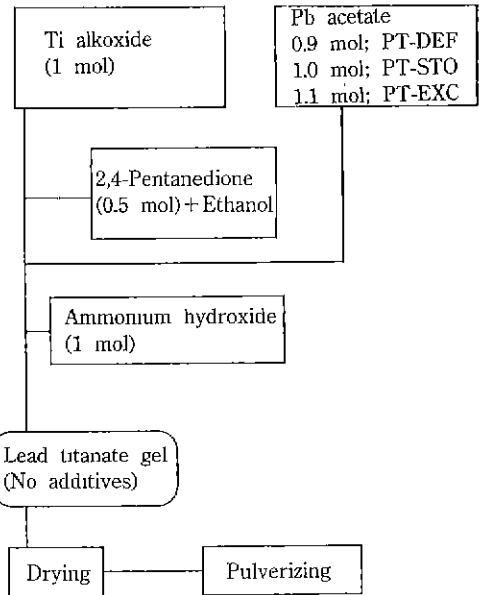 Ti alkoxide
(1 mol)
Pb acetate
0.9 mol; PT-DEF
1.0 mol; PT-STO
1.1 mol; PT-EXC
2,4-Pentanedione
(0.5 mol)+Ethanol
Ammonium hydroxide
(1 mol)
Lead titanate gel
(No additives)
Drying
Pulverizing